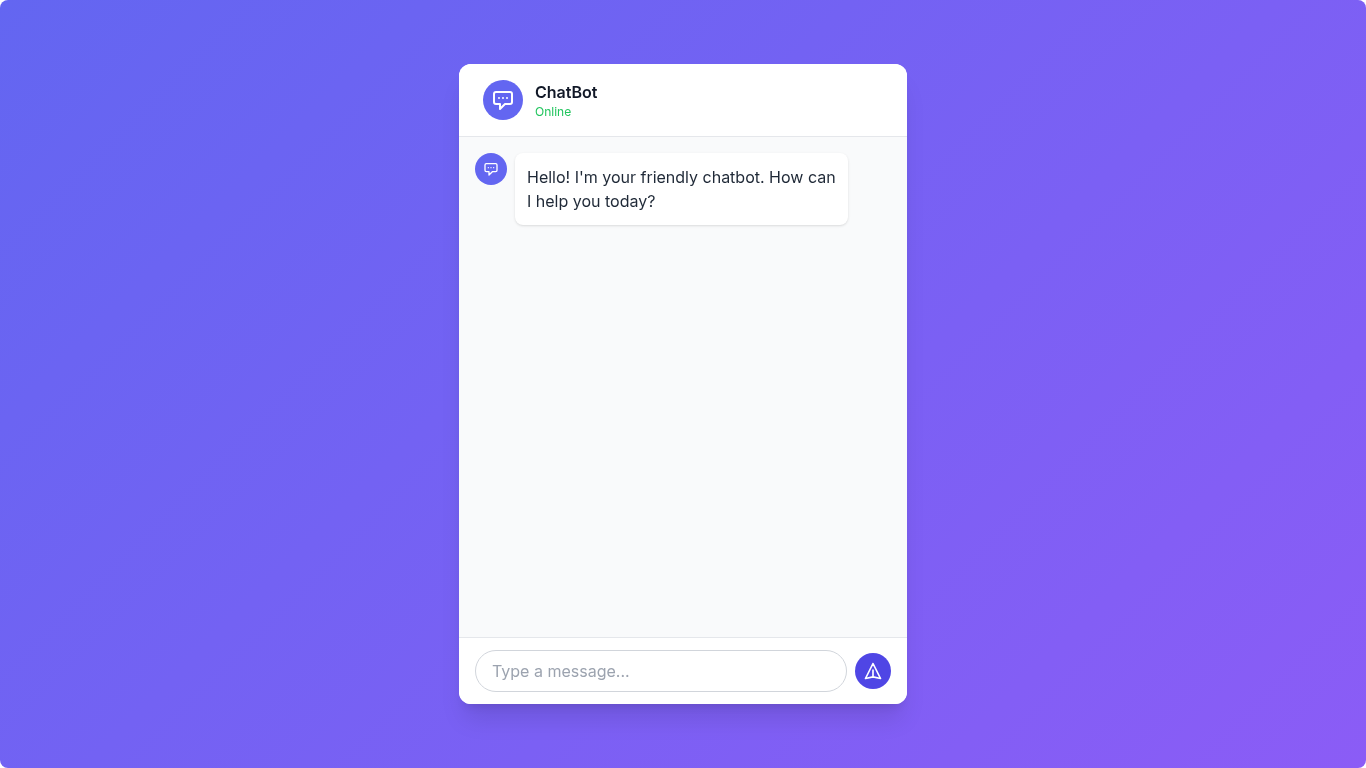 ChatBot
Online
Hello! I'm your friendly chatbot. How can
I help you today?
Type a message...